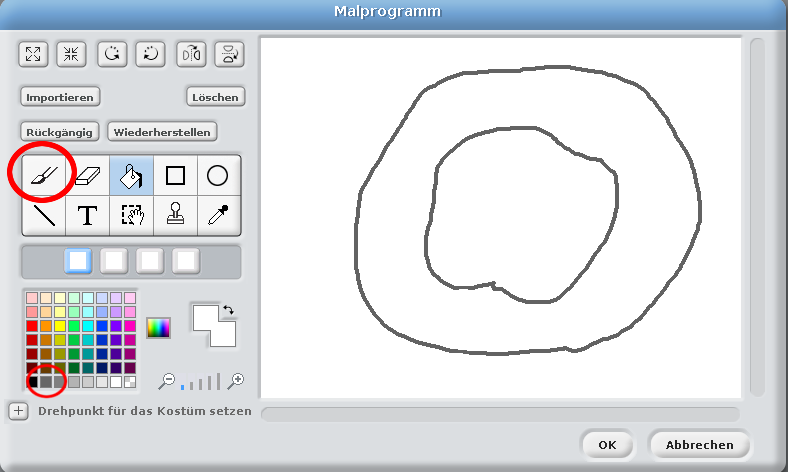 Malprogramm
Importieren
Löschen
Rückgängig
Wiederherstellen
T
Drehpunkt für das Kostüm setzen
OK
Abbrechen